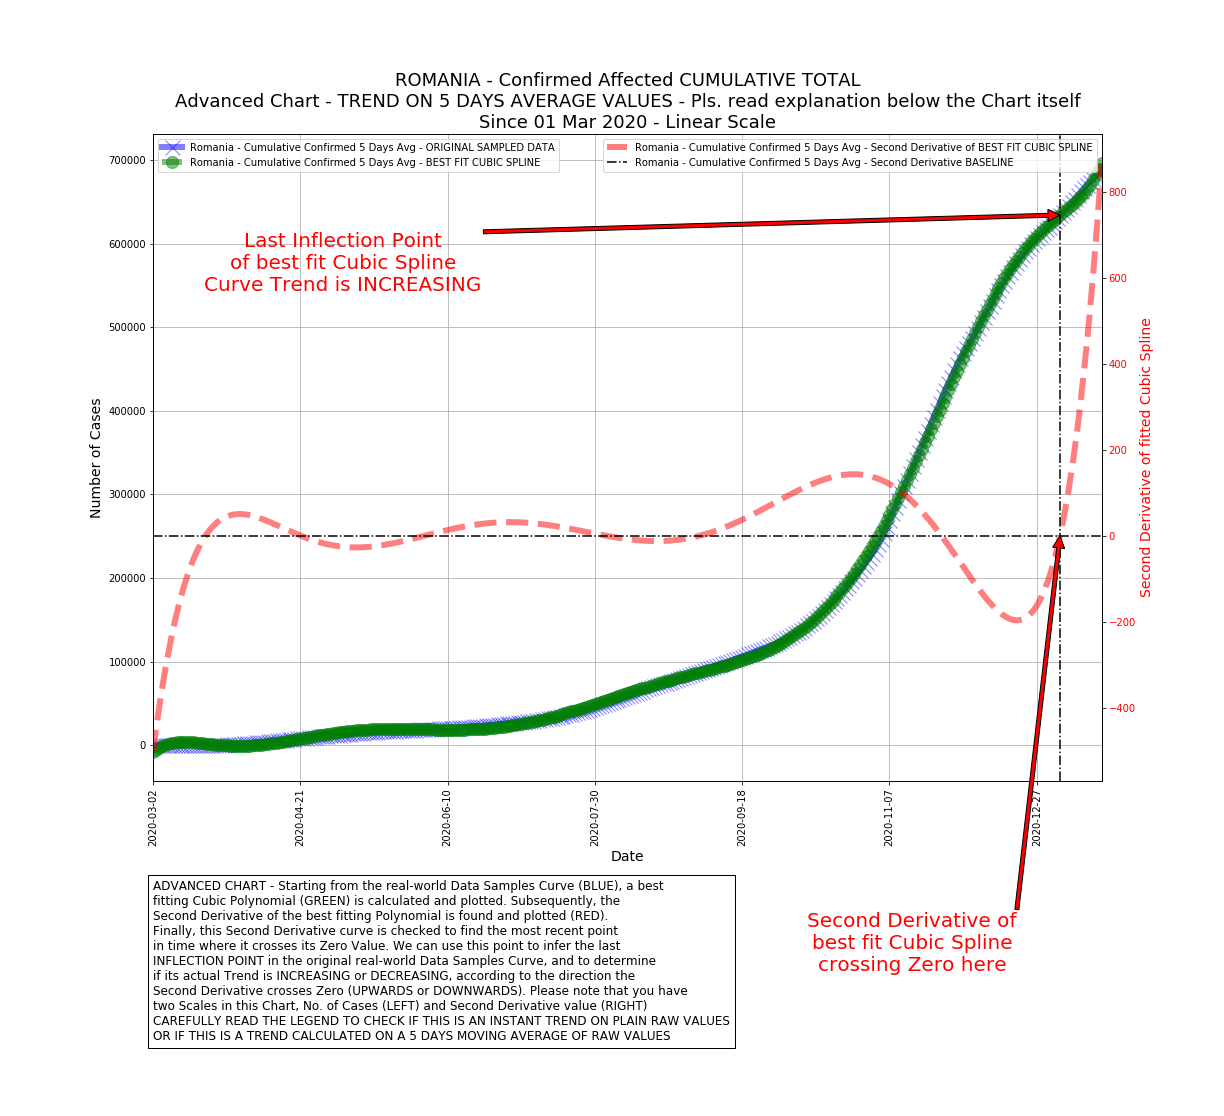 ROMANIA - Confirmed Affected CUMULATIVE TOTAL
Advanced Chart - TREND ON 5 DAYS AVERAGE VALUES - Pls. read explanation below the Chart itself
Since 01 Mar 2020 - Linear Scale
Romania - Cumulative Confirmed 5 Days Avg - ORIGINAL SAMPLED DATA
Romania - Cumulative Confirmed 5 Days Avg - BEST FIT CUBIC SPLINE
Romania - Cumulative Confirmed 5 Days Avg - Second Derivative of BEST FIT CUBIC SPLINE
Romania - Cumulative Confirmed 5 Days Avg - Second Derivative BASELINE
Last Inflection Point
of best fit Cubic Spline
Curve Trend is INCREASING
Number of Cases
700000
600000
500000
400000
300000
200000
100000
0
800
600
400
200
0
−200
−400
Second Derivative of fitted Cubic Spline
2020-03-02
2020-04-21
2020-06-10
2020-07-30
2020-09-18
2020-11-07
2020-12-27
Date
Second Derivative of
best fit Cubic Spline
crossing Zero here
ADVANCED CHART - Starting from the real-world Data Samples Curve (BLUE), a best
fitting Cubic Polynomial (GREEN) is calculated and plotted. Subsequently, the
Second Derivative of the best fitting Polynomial is found and plotted (RED).
Finally, this Second Derivative curve is checked to find the most recent point
in time where it crosses its Zero Value. We can use this point to infer the last
INFLECTION POINT in the original real-world Data Samples Curve, and to determine
if its actual Trend is INCREASING or DECREASING, according to the direction the
Second Derivative crosses Zero (UPWARDS or DOWNWARDS). Please note that you have
two Scales in this Chart, No. of Cases (LEFT) and Second Derivative value (RIGHT)
CAREFULLY READ THE LEGEND TO CHECK IF THIS IS AN INSTANT TREND ON PLAIN RAW VALUES
OR IF THIS IS A TREND CALCULATED ON A 5 DAYS MOVING AVERAGE OF RAW VALUES